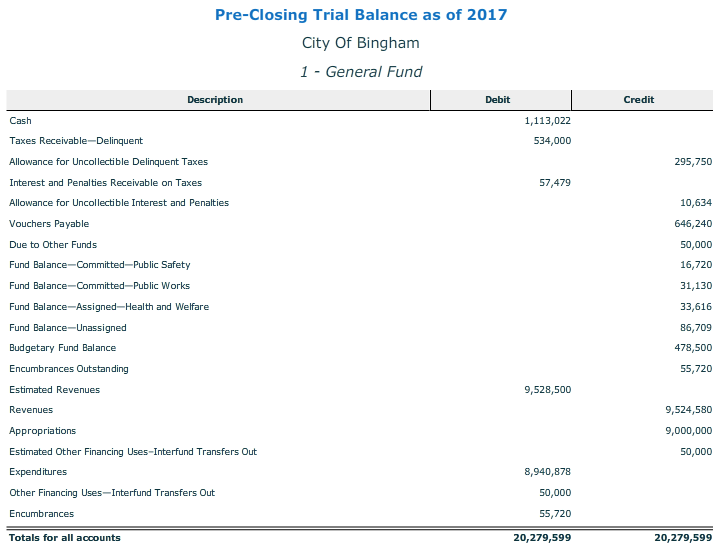 Pre-Closing Trial Balance as of 2017
City Of Bingham
1 - General Fund
Description Debit Credit
Cash 1,113,022
Taxes Receivable—Delinquent 534,000
Allowance for Uncollectible Delinquent Taxes 295,750
Interest and Penalties Receivable on Taxes 57,479
Allowance for Uncollectible Interest and Penalties 10,634
Vouchers Payable 646,240
Due to Other Funds 50,000
Fund Balance—Committed—Public Safety 16,720
Fund Balance—Committed—Public Works 31,130
Fund Balance—Assigned—Health and Welfare 33,616
Fund Balance—Unassigned 86,709
Budgetary Fund Balance 478,500
Encumbrances Outstanding 55,720
Estimated Revenues 9,528,500
Revenues 9,524,580
Appropriations 9,000,000
Estimated Other Financing Uses–Interfund Transfers Out 50,000
Expenditures 8,940,878
Other Financing Uses—Interfund Transfers Out 50,000
Encumbrances 55,720
Totals for all accounts 20,279,599 20,279,599